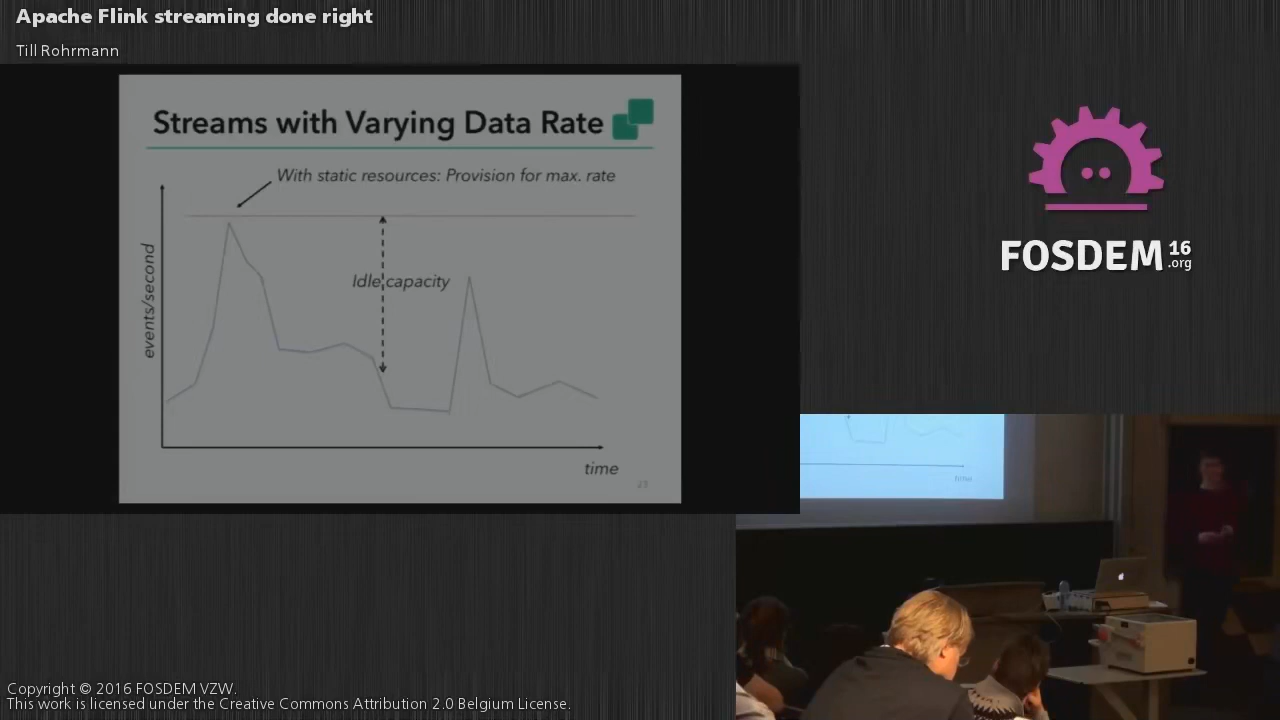 Apache Flink streaming done right
Till Rohrmann
Streams with Varying Data Rate
With static resources: Provision for max. rate
events/second
Idle capacity
time
23
FOSDEM 16
.org
time
Copyright © 2016 FOSDEM VZW.
This work is licensed under the Creative Commons Attribution 2.0 Belgium License.